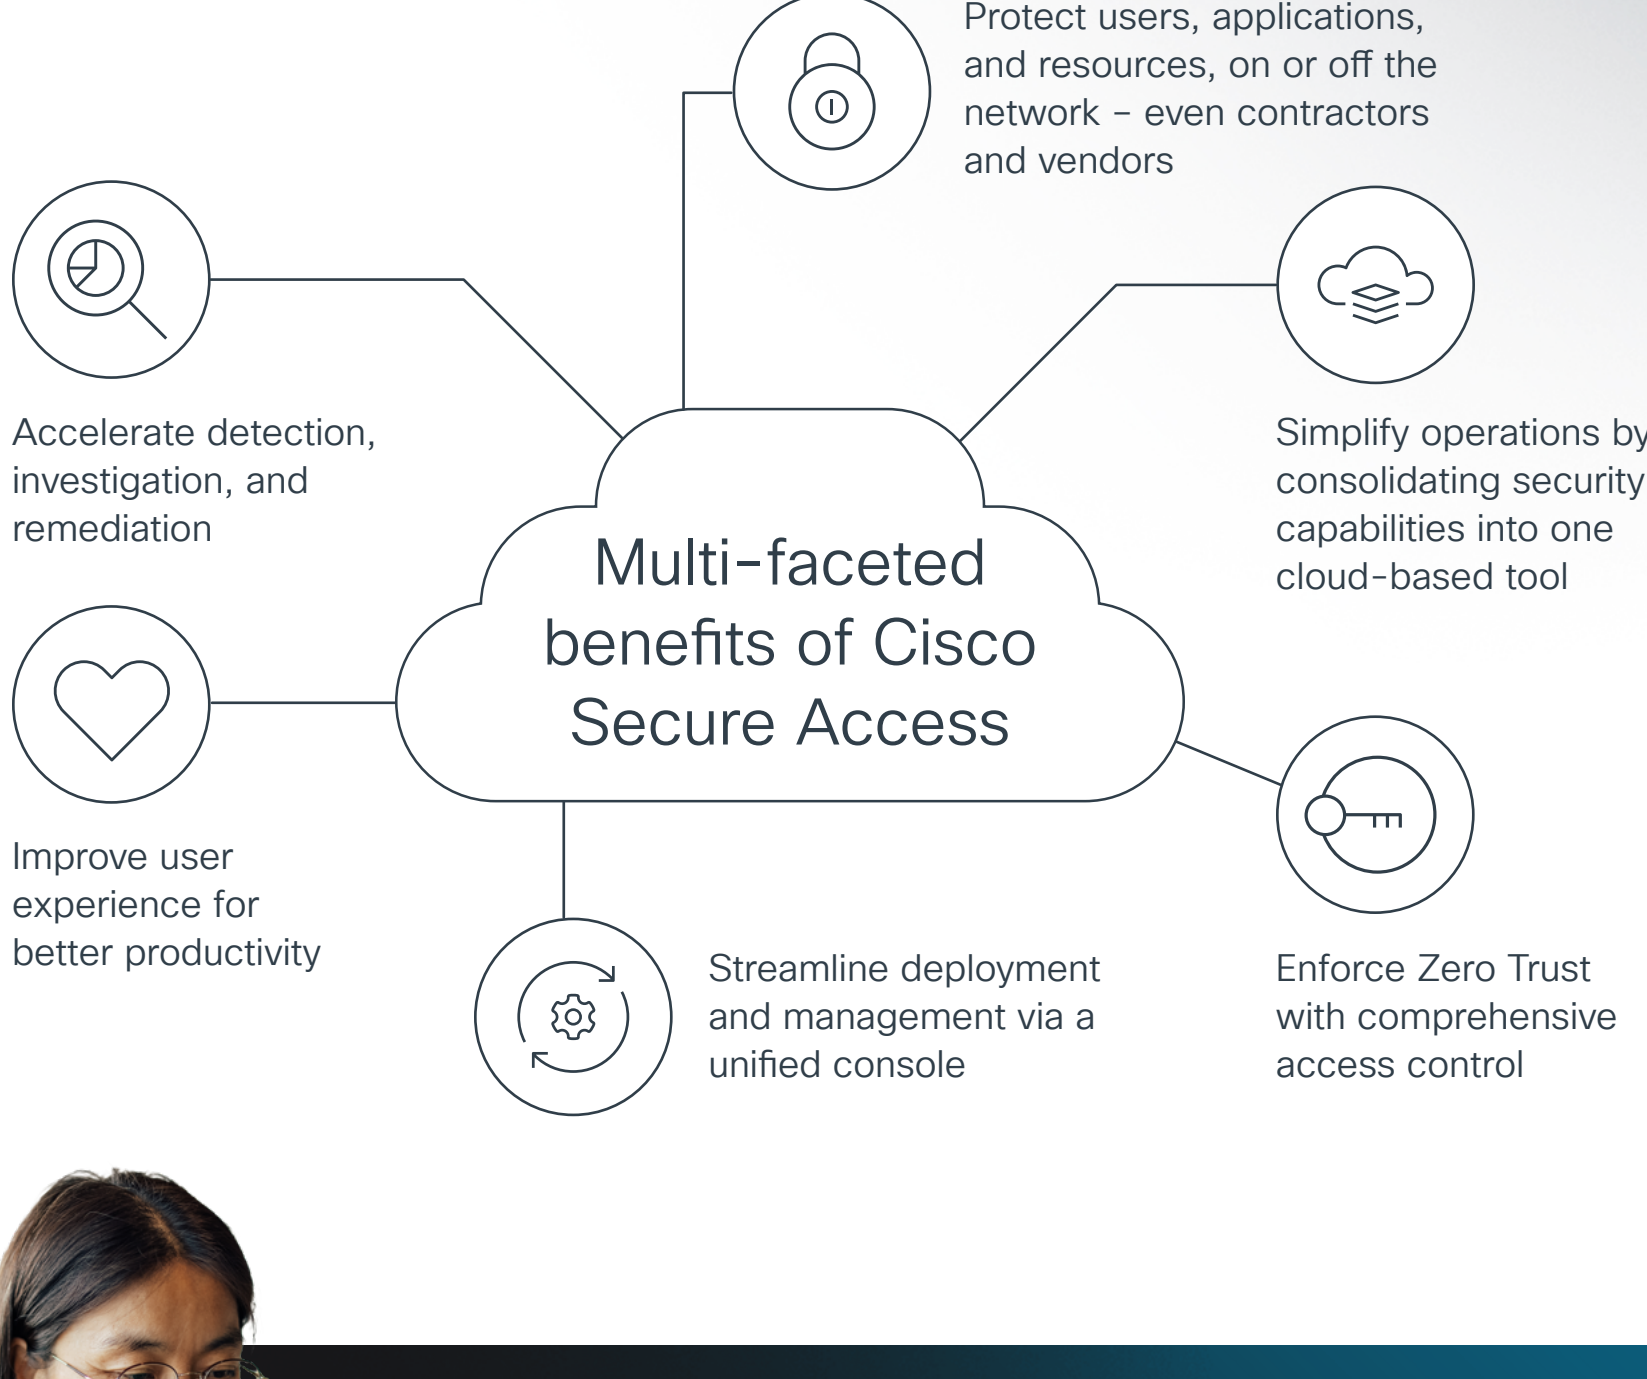 Protect users, applications,
and resources, on or off the
network – even contractors
and vendors
Accelerate detection,
investigation, and
remediation
Simplify operations by
consolidating security
capabilities into one
cloud-based tool
Multi-faceted
benefits of Cisco
Secure Access
Improve user
experience for
better productivity
Streamline deployment
and management via a
unified console
Enforce Zero Trust
with comprehensive
access control